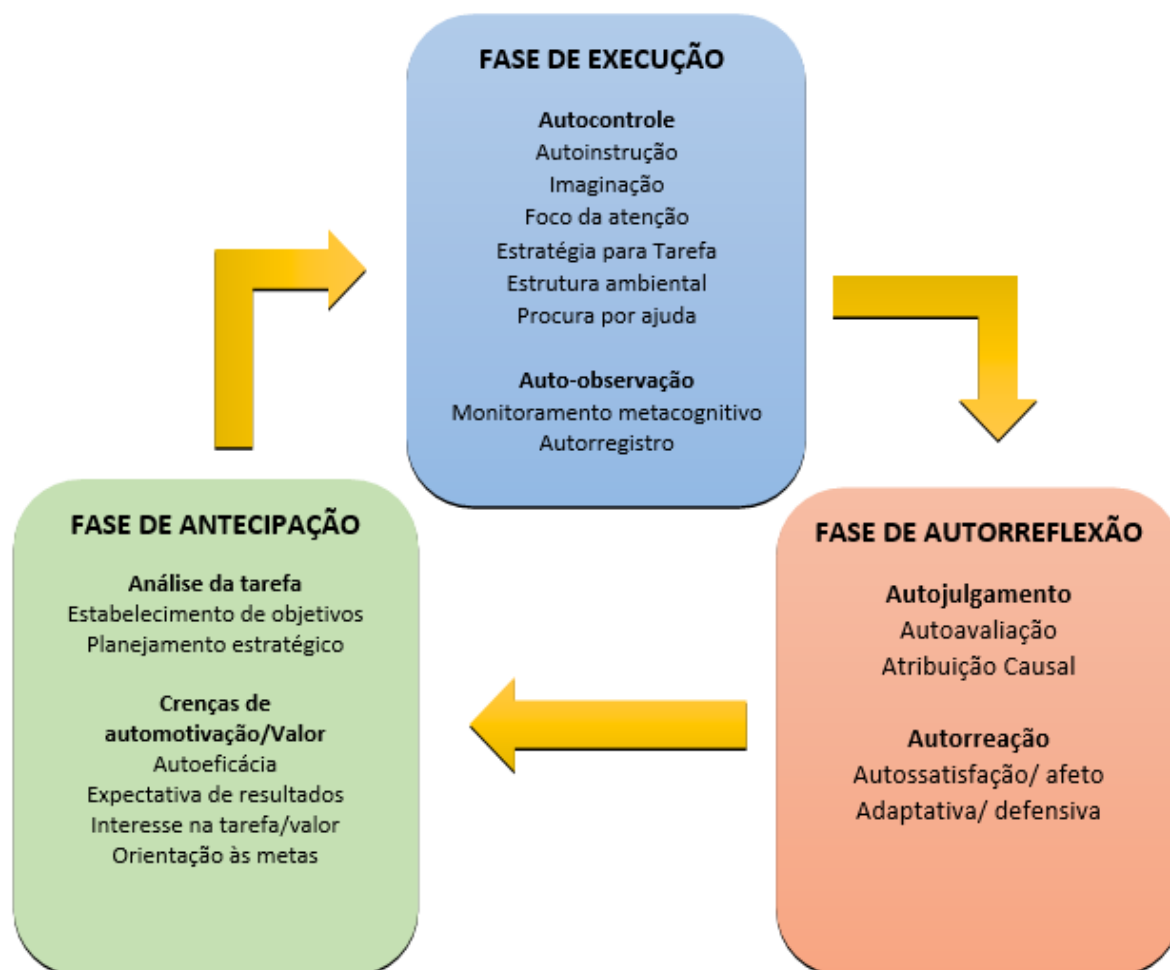 FASE DE EXECUÇÃO
Autocontrole
Autoinstrução
Imaginação
Foco da atenção
Estratégia para Tarefa
Estrutura ambiental
Procura por ajuda
Auto-observação
Monitoramento metacognitivo
Autorregistro
FASE DE ANTECIPAÇÃO
Análise da tarefa
Estabelecimento de objetivos
Planejamento estratégico
Crenças de
automotivação/Valor
Autoeficácia
Expectativa de resultados
Interesse na tarefa/valor
Orientação às metas
FASE DE AUTORREFLEXÃO
Autojulgamento
Autoavaliação
Atribuição Causal
Autorreação
Autossatisfação/ afeto
Adaptativa/ defensiva